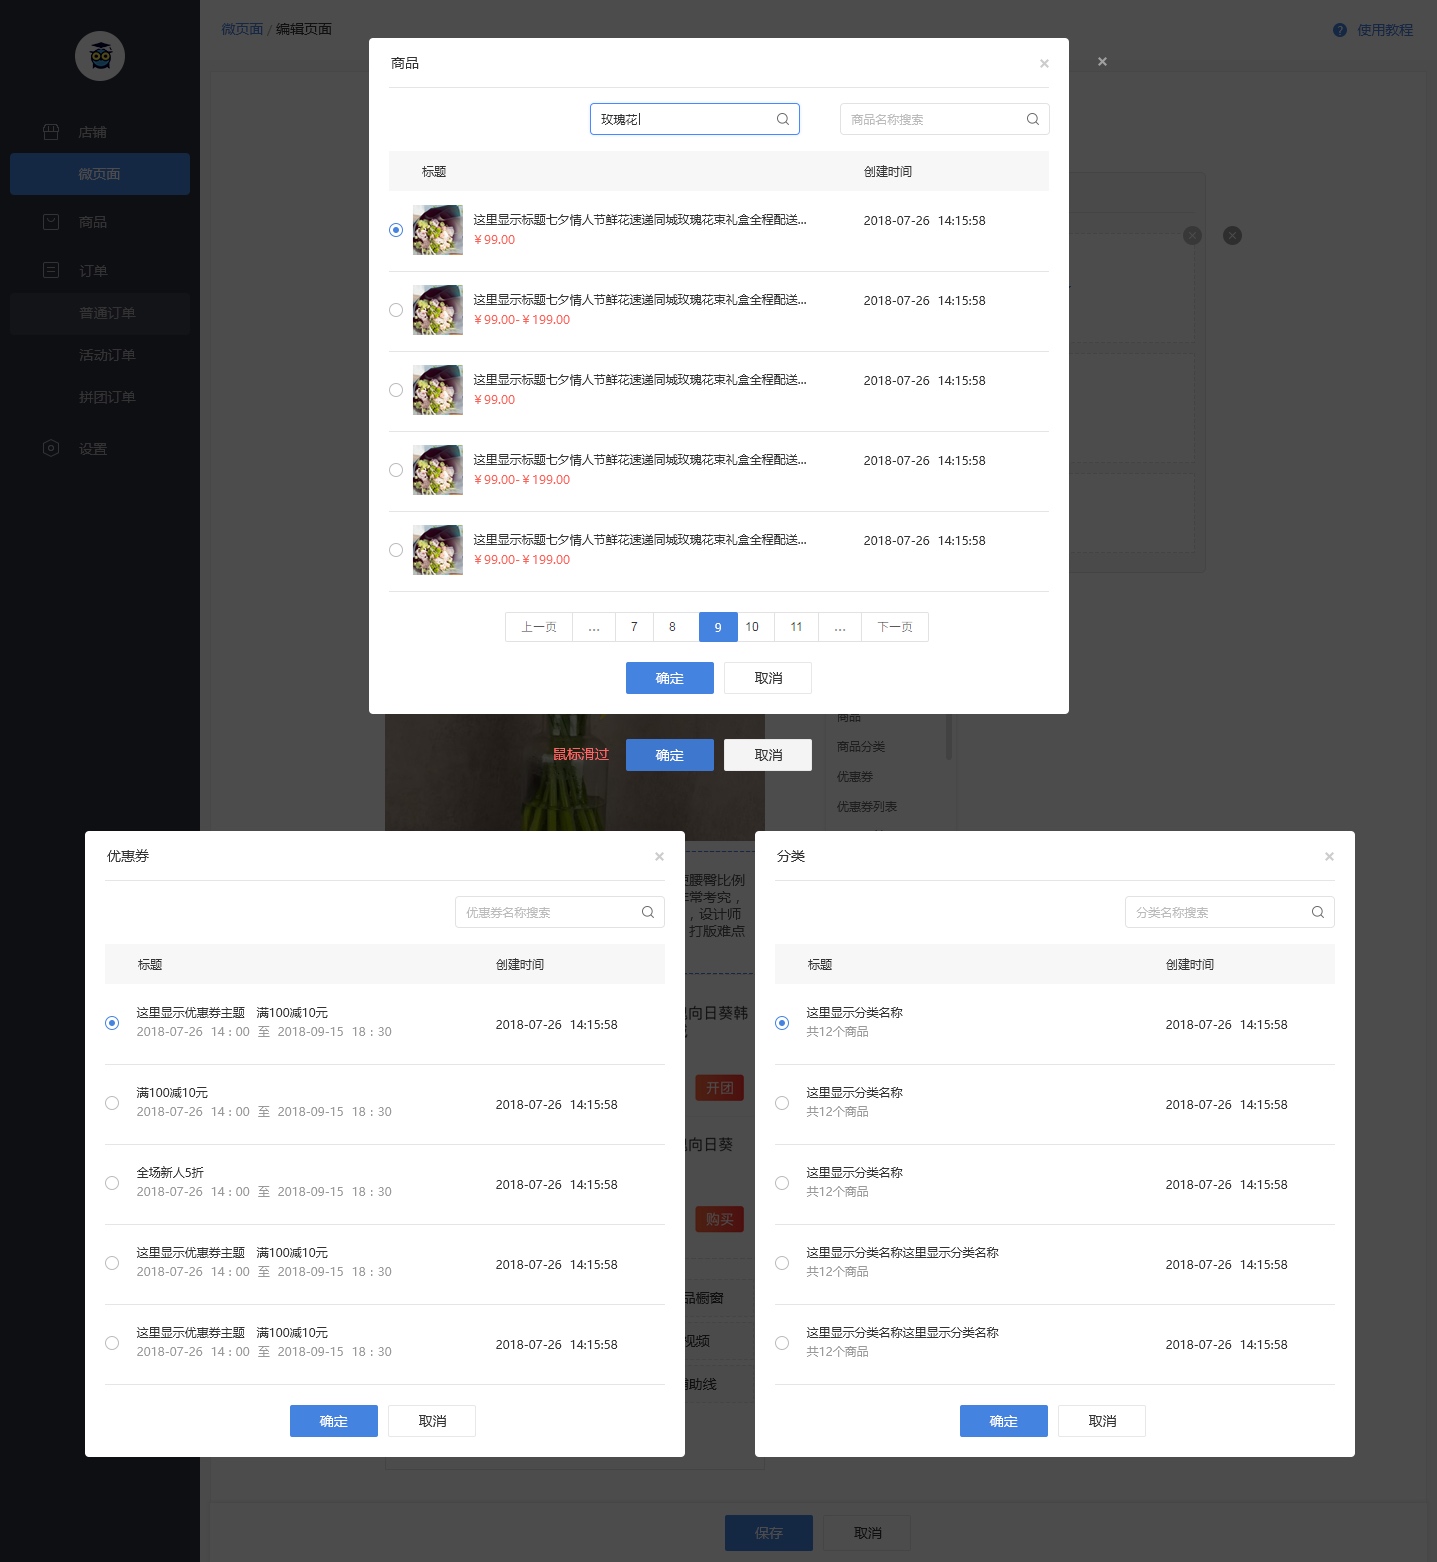 微页面 / 编辑页面
使用教程
店铺
微页面
商品
订单
普通订单
活动订单
拼团订单
设置
商品
玫瑰花
商品名称搜索
标题 创建时间
这里显示标题七夕情人节鲜花速递同城玫瑰花束礼盒全程配送... 2018-07-26 14:15:58
¥99.00
这里显示标题七夕情人节鲜花速递同城玫瑰花束礼盒全程配送... 2018-07-26 14:15:58
¥99.00-¥199.00
这里显示标题七夕情人节鲜花速递同城玫瑰花束礼盒全程配送... 2018-07-26 14:15:58
¥99.00
这里显示标题七夕情人节鲜花速递同城玫瑰花束礼盒全程配送... 2018-07-26 14:15:58
¥99.00-¥199.00
这里显示标题七夕情人节鲜花速递同城玫瑰花束礼盒全程配送... 2018-07-26 14:15:58
¥99.00-¥199.00
上一页 ... 7 8 9 10 11 ... 下一页
确定 取消
鼠标滑过 确定 取消
商品
商品分类
优惠券
优惠券列表
优惠券
优惠券名称搜索
标题 创建时间
这里显示优惠券主题 满100减10元
2018-07-26 14:00 至 2018-09-15 18:30
2018-07-26 14:15:58
满100减10元
2018-07-26 14:00 至 2018-09-15 18:30
2018-07-26 14:15:58
全场新人5折
2018-07-26 14:00 至 2018-09-15 18:30
2018-07-26 14:15:58
这里显示优惠券主题 满100减10元
2018-07-26 14:00 至 2018-09-15 18:30
2018-07-26 14:15:58
这里显示优惠券主题 满100减10元
2018-07-26 14:00 至 2018-09-15 18:30
2018-07-26 14:15:58
确定 取消
腰臀比例
常考究，
，设计师
打版难点
向日葵韩
开团
向日葵
购买
品橱窗
视频
助线
分类
分类名称搜索
标题 创建时间
这里显示分类名称
共12个商品
2018-07-26 14:15:58
这里显示分类名称
共12个商品
2018-07-26 14:15:58
这里显示分类名称
共12个商品
2018-07-26 14:15:58
这里显示分类名称这里显示分类名称
共12个商品
2018-07-26 14:15:58
这里显示分类名称这里显示分类名称
共12个商品
2018-07-26 14:15:58
确定 取消
保存 取消